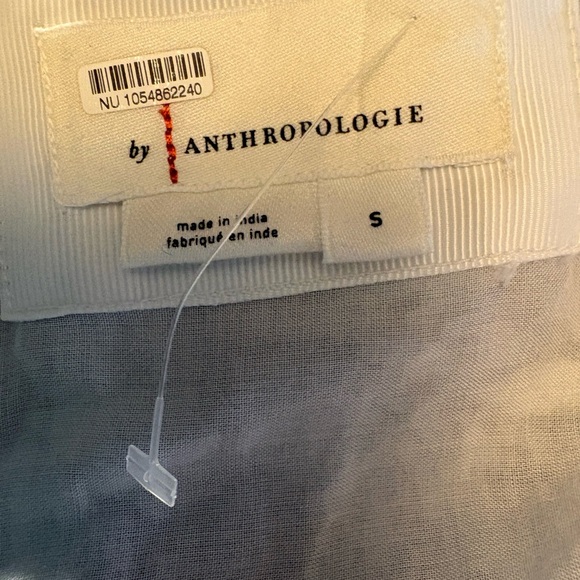 NU 1054862240
by ANTHROPOLOGIE
made in india
fabriqué en inde
S